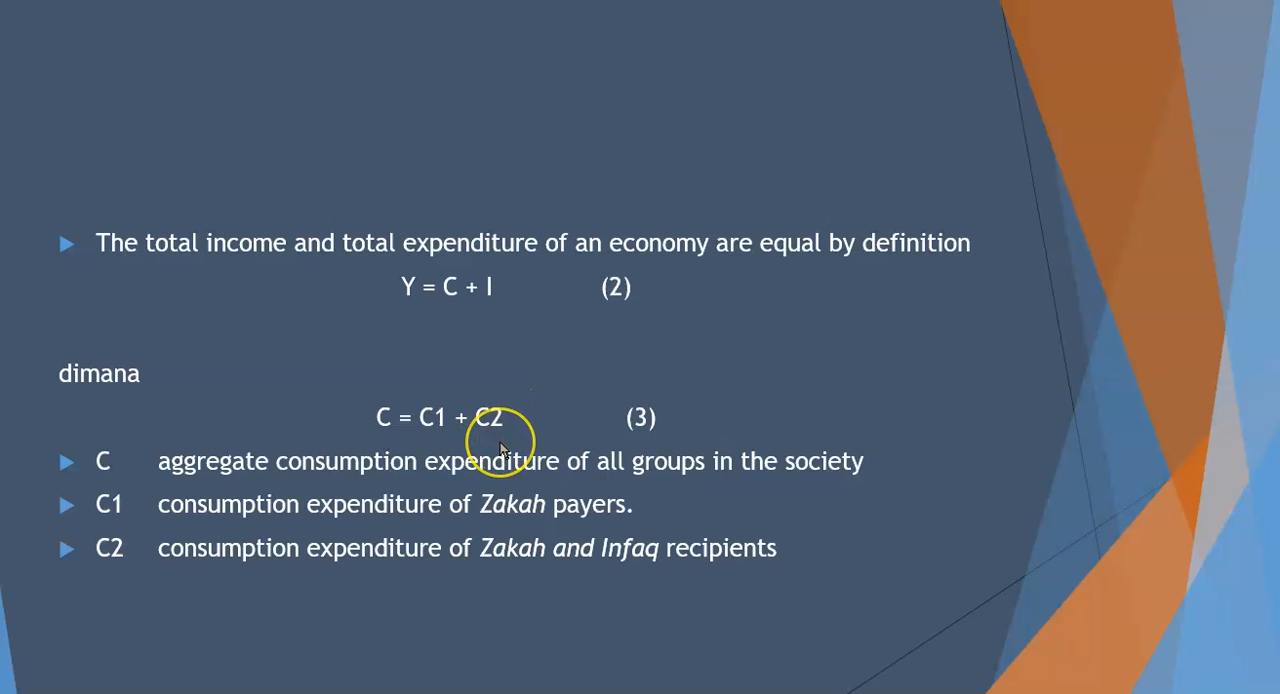 The total income and total expenditure of an economy are equal by definition
Y = C + I (2)
dimana
C = C1 + C2 (3)
C aggregate consumption expenditure of all groups in the society
C1 consumption expenditure of Zakah payers.
C2 consumption expenditure of Zakah and Infaq recipients